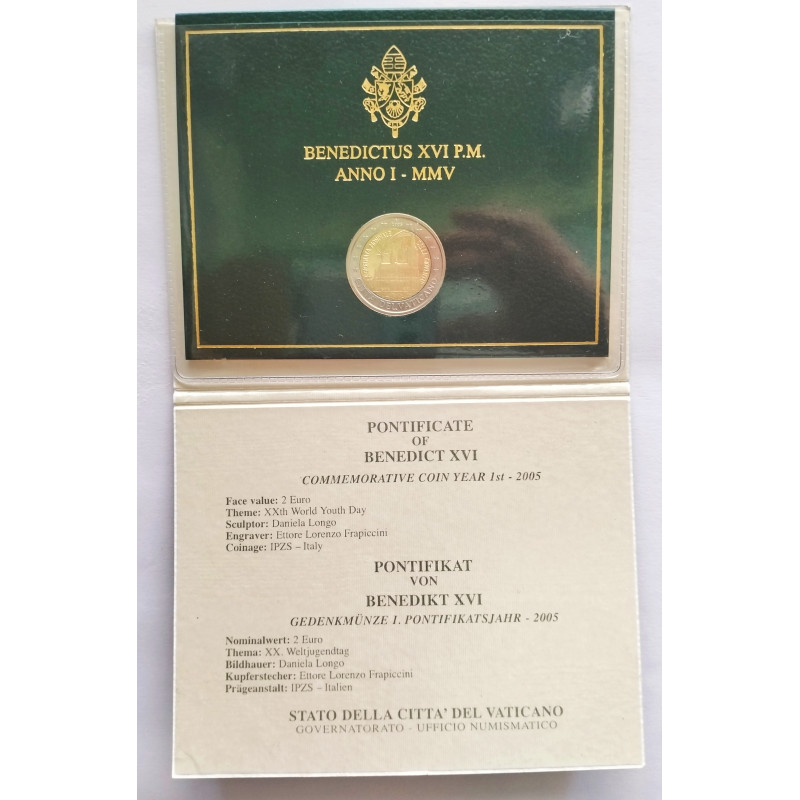 BENEDICTUS XVI P.M.
ANNO I - MMV
DEL VATICANO
PONTIFICATE
OF
BENEDICT XVI
COMMEMORATIVE COIN YEAR 1st - 2005
Face value: 2 Euro
Theme: XXth World Youth Day
Sculptor: Daniela Longo
Engraver: Ettore Lorenzo Frapiccini
Coinage: IPZS – Italy
PONTIFIKAT
VON
BENEDIKT XVI
GEDENKMÜNZE 1. PONTIFIKATSJAHR - 2005
Nominalwert: 2 Euro
Thema: XX. Weltjugendtag
Bildhauer: Daniela Longo
Kupferstecher: Ettore Lorenzo Frapiccini
Prägeanstalt: IPZS – Italien
STATO DELLA CITTA' DEL VATICANO
GOVERNATORATO - UFFICIO NUMISMATICO